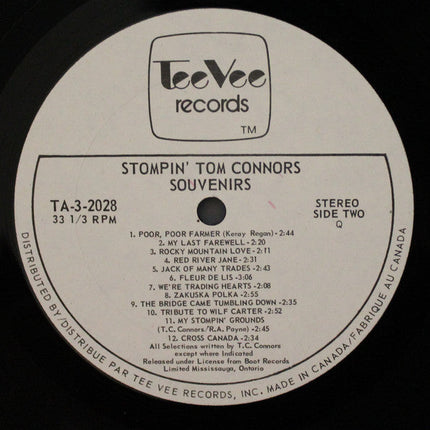 TeeVee
records
TM
STOMPIN' TOM CONNORS
SOUVENIRS
TA-3-2028
33 1/3 RPM
STEREO
SIDE TWO
Q
1. POOR, POOR FARMER (Keray Regan)-2:44
2. MY LAST FAREWELL-2:20
3. ROCKY MOUNTAIN LOVE-2:11
4. RED RIVER JANE-2:31
5. JACK OF MANY TRADES-2:43
6. FLEUR DE LIS-3:06
7. WE'RE TRADING HEARTS-2:08
8. ZAKUSKA POLKA-2:55
9. THE BRIDGE CAME TUMBLING DOWN-2:35
10. TRIBUTE TO WILF CARTER-2:52
11. MY STOMPIN' GROUNDS
(T.C. Connors/R.A. Payne)-2:45
12. CROSS CANADA-2:34
All Selections written by T.C. Connors
except where Indicated
Released under License from Boot Records
Limited Mississauga, Ontario
DISTRIBUTED BY/DISTRIBUE PAR TEE VEE RECORDS, INC. MADE IN CANADA/FABRIQUE AU CANADA